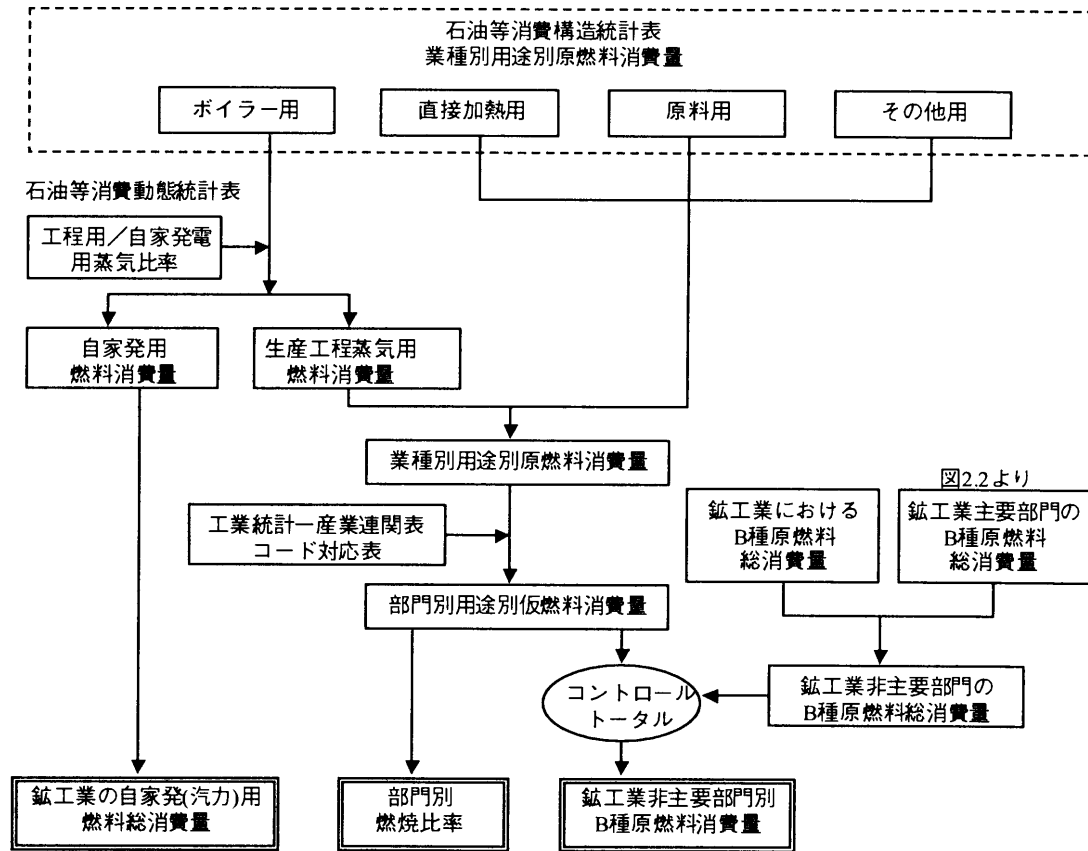 石油等消費構造統計表
業種別用途別原燃料消費量
ボイラー用
直接加熱用
原料用
その他用
石油等消費動態統計表
工程用／自家発電
用蒸気比率
自家発用
燃料消費量
生産工程蒸気用
燃料消費量
業種別用途別原燃料消費量
工業統計ー産業連関表
コード対応表
図2.2より
鉱工業における
B種原燃料
総消費量
鉱工業主要部門の
B種原燃料
総消費量
部門別用途別仮燃料消費量
コントロール
トータル
鉱工業非主要部門の
B種原燃料総消費量
鉱工業の自家発(汽力)用
燃料総消費量
部門別
燃焼比率
鉱工業非主要部門別
B種原燃料消費量